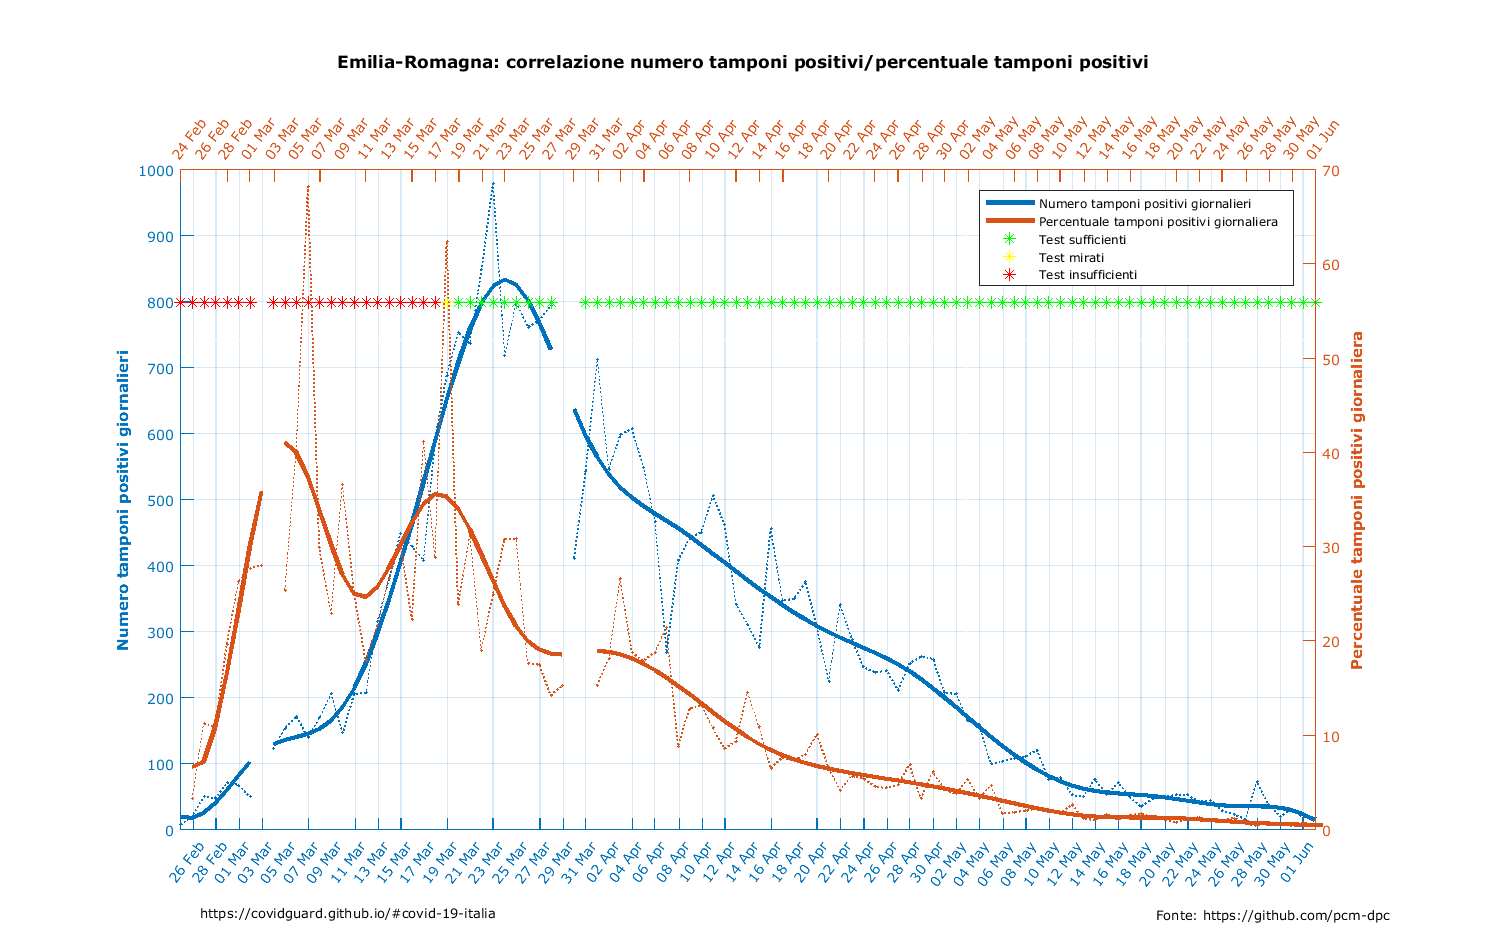 Emilia-Romagna: correlazione numero tamponi positivi/percentuale tamponi positivi
24 Feb 26 Feb 28 Feb 01 Mar 03 Mar 05 Mar 07 Mar 09 Mar 11 Mar 13 Mar 15 Mar 17 Mar 19 Mar 21 Mar 23 Mar 25 Mar 27 Mar 29 Mar 31 Mar 02 Apr 04 Apr 06 Apr 08 Apr 10 Apr 12 Apr 14 Apr 16 Apr 18 Apr 20 Apr 22 Apr 24 Apr 26 Apr 28 Apr 30 Apr 02 May 04 May 06 May 08 May 10 May 12 May 14 May 16 May 18 May 20 May 22 May 24 May 26 May 28 May 30 May 01 Jun
1000
900
800
700
600
500
400
300
200
100
0
Numero tamponi positivi giornalieri
Numero tamponi positivi giornalieri
Percentuale tamponi positivi giornaliera
Test sufficienti
Test mirati
Test insufficienti
70
60
50
40
30
20
10
0
Percentuale tamponi positivi giornaliera
26 Feb 28 Feb 01 Mar 03 Mar 05 Mar 07 Mar 09 Mar 11 Mar 13 Mar 15 Mar 17 Mar 19 Mar 21 Mar 23 Mar 25 Mar 27 Mar 29 Mar 31 Mar 02 Apr 04 Apr 06 Apr 08 Apr 10 Apr 12 Apr 14 Apr 16 Apr 18 Apr 20 Apr 22 Apr 24 Apr 26 Apr 28 Apr 30 Apr 02 May 04 May 06 May 08 May 10 May 12 May 14 May 16 May 18 May 20 May 22 May 24 May 26 May 28 May 30 May 01 Jun
https://covidguard.github.io/#covid-19-italia
Fonte: https://github.com/pcm-dpc